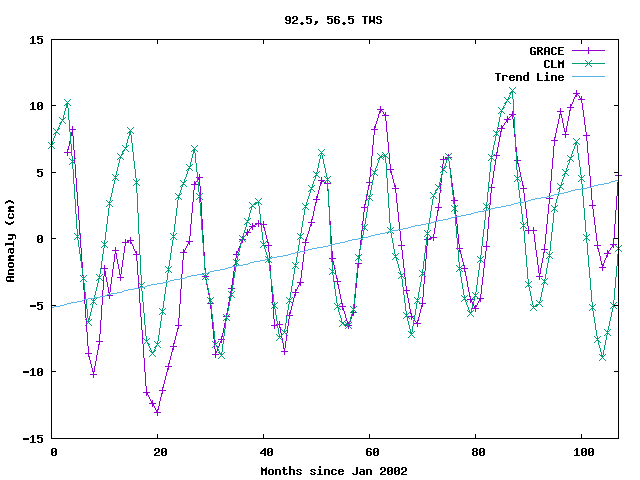 92.5, 56.5 TWS
GRACE
CLM
Trend Line
15
10
5
0
-5
-10
-15
Anomaly (cm)
0 20 40 60 80 100
Months since Jan 2002